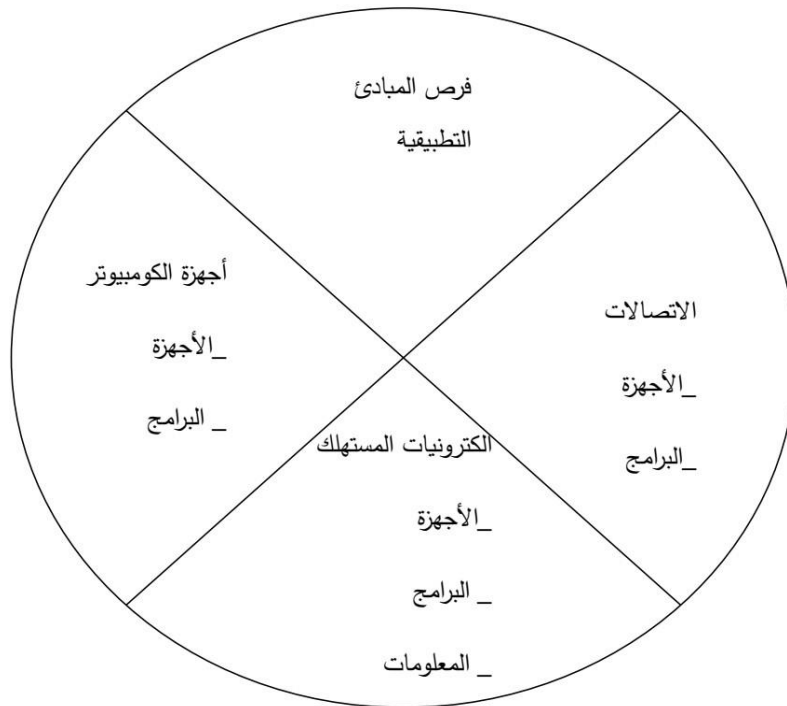 فرص المبادئ
التطبيقية
الاتصالات
_الأجهزة
_البرامج
أجهزة الكومبيوتر
_الأجهزة
_ البرامج
الكترونيات المستهلك
_الأجهزة
_ البرامج
_ المعلومات